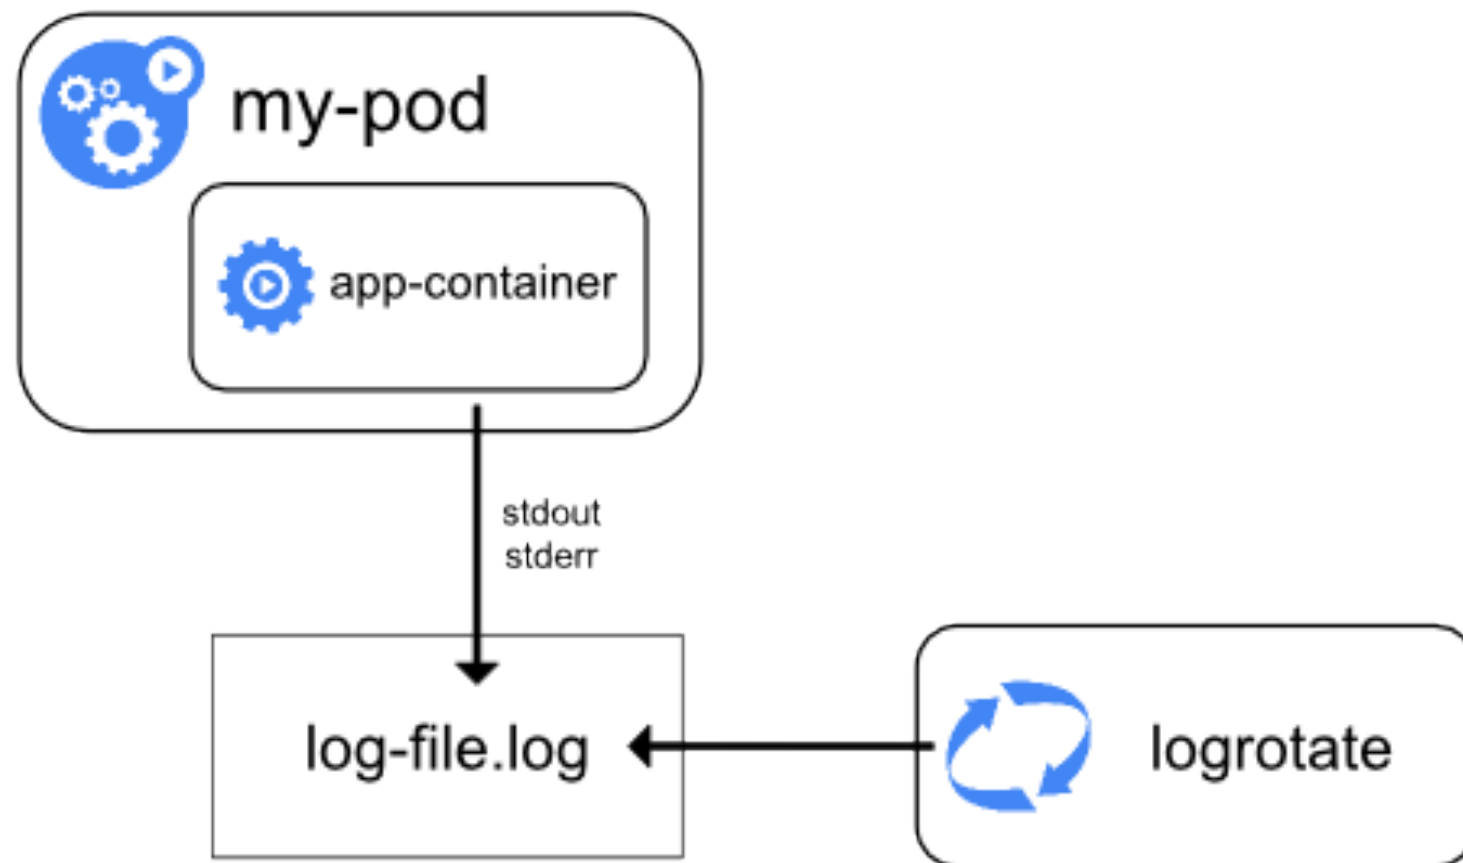 my-pod
app-container
stdout
stderr
log-file.log
logrotate